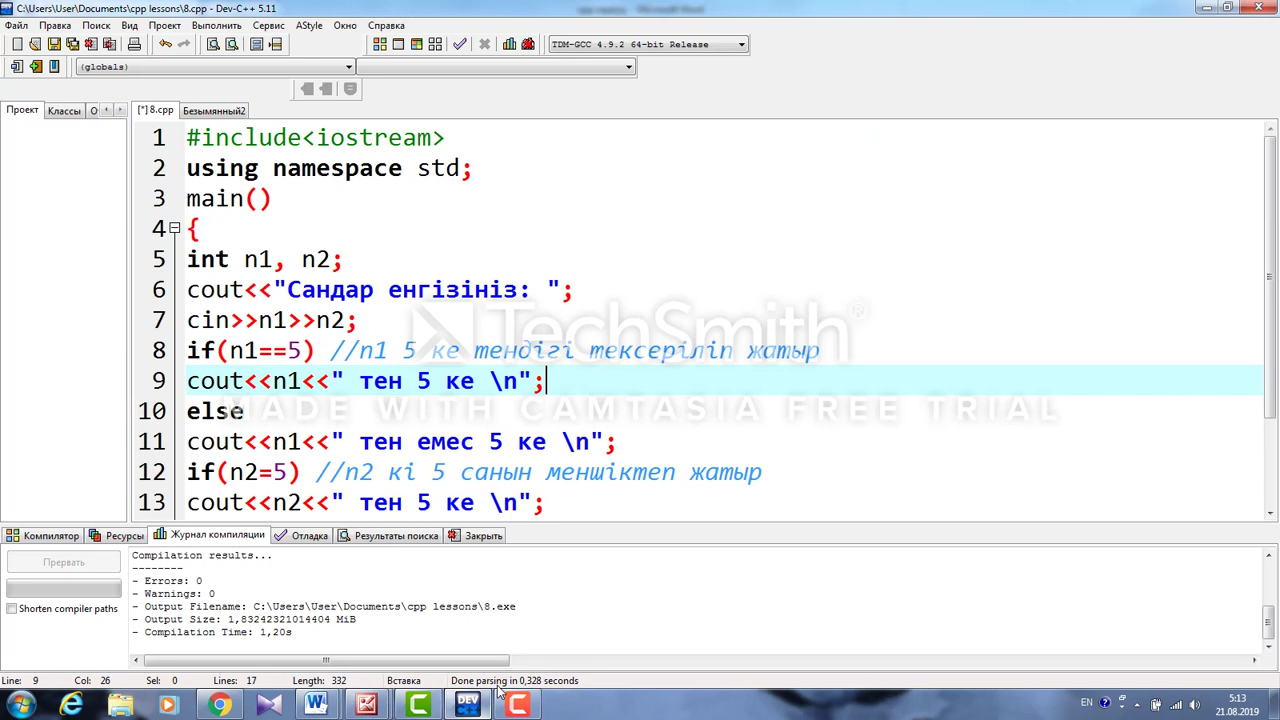 C:\Users\User\Documents\cpp lessons\8.cpp - Dev-C++ 5.11
Файл Правка Поиск Вид Проект Выполнить Сервис AStyle Окно Справка
TDM-GCC 4.9.2 64-bit Release
(globals)
Проект Классы О [*] 8.cpp Безымянный2
1 #include<iostream>
2 using namespace std;
3 main()
4 {
5 int n1, n2;
6 cout<<"Сандар енгізініз: ";
7 cin>>n1>>n2;
8 if(n1==5) //n1 5 ке тендігі тексеріліп жатыр
9 cout<<n1<<" тен 5 ке \n";
10 else
11 cout<<n1<<" тен емес 5 ке \n";
12 if(n2=5) //n2 кі 5 санын меншіктеп жатыр
13 cout<<n2<<" тен 5 ке \n";
TechSmith®
MADE WITH CAMTASIA FREE TRIAL
Компилятор Ресурсы Журнал компиляции Отладка Результаты поиска Закрыть
Прервать
Shorten compiler paths
Compilation results...
--------
- Errors: 0
- Warnings: 0
- Output Filename: C:\Users\User\Documents\cpp lessons\8.exe
- Output Size: 1,83242321014404 MiB
- Compilation Time: 1,20s
Line: 9 Col: 26 Sel: 0 Lines: 17 Length: 332 Вставка Done parsing in 0,328 seconds
EN 5:13
21.08.2019